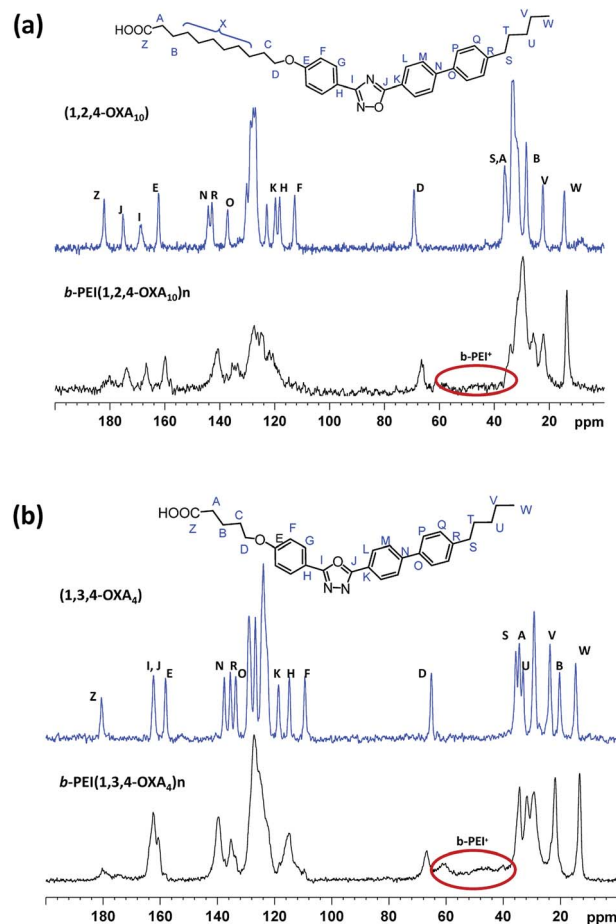 (a)
A X
HOOC Z B C D O E F G H I N N O J K L M N O P Q R S T U V W
(1,2,4-OXA10)
Z J I E N R O K H F D S,A B V W
b-PEI(1,2,4-OXA10)n
b-PEI+
180 160 140 120 100 80 60 40 20 0 ppm
(b)
HOOC Z A B C D O E F G H I O N N J K L M N O P Q R S T U V W
(1,3,4-OXA4)
Z I, J E N R O K H F D S A U V B W
b-PEI(1,3,4-OXA4)n
b-PEI+
180 160 140 120 100 80 60 40 20 0 ppm